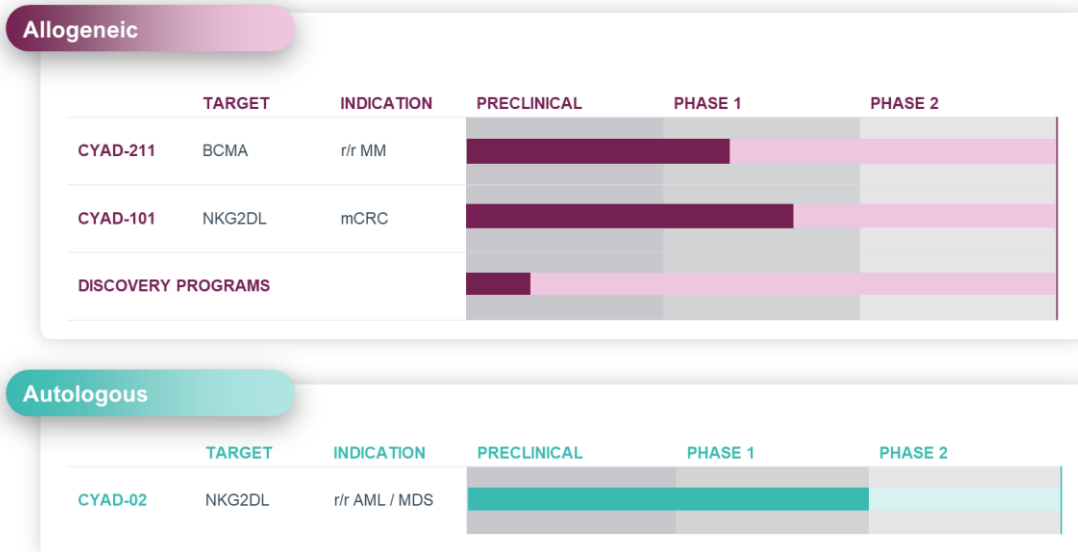 Allogeneic
TARGET INDICATION PRECLINICAL PHASE 1 PHASE 2
CYAD-211 BCMA r/r MM
CYAD-101 NKG2DL mCRC
DISCOVERY PROGRAMS
Autologous
TARGET INDICATION PRECLINICAL PHASE 1 PHASE 2
CYAD-02 NKG2DL r/r AML / MDS